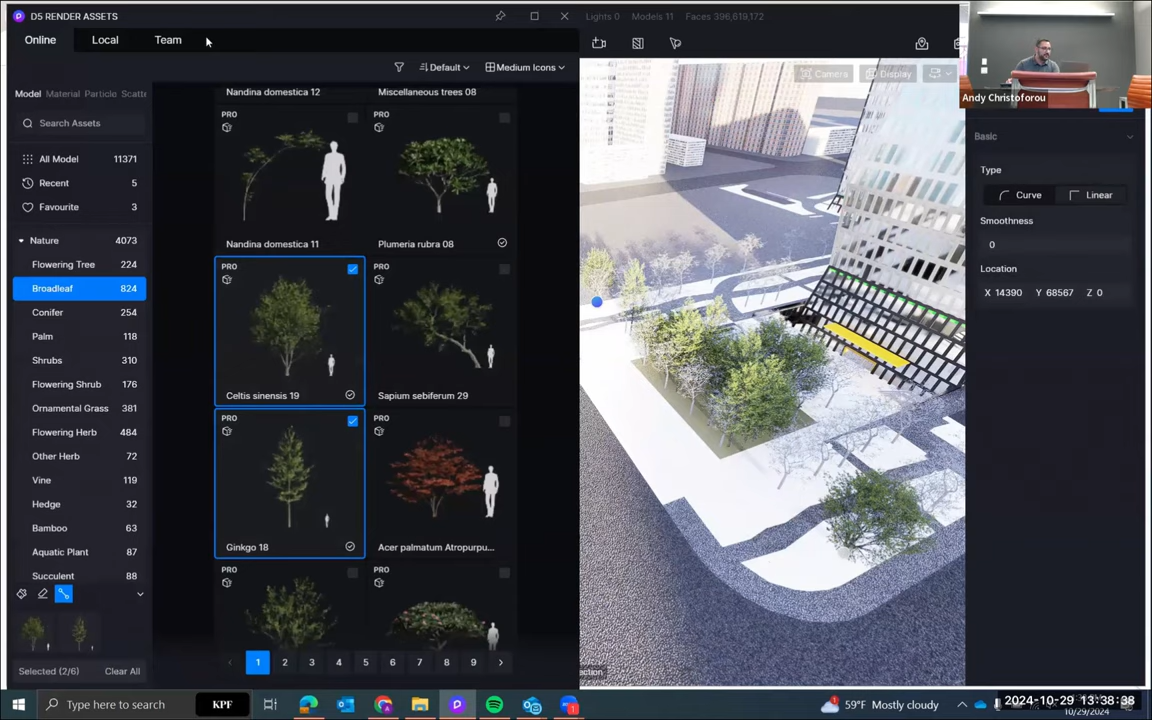 D5 RENDER ASSETS
Lights 0 Models 11 Faces 396,619,172
Online Local Team
Default Medium Icons
Camera Display
Andy Christoforou
Model Material Particle Scatte
Nandina domestica 12 Miscellaneous trees 08
Search Assets
PRO PRO
Basic
All Model 11371
Type
Recent 5
Curve Linear
Favourite 3
Smoothness
Nature 4073
Nandina domestica 11 Plumeria rubra 08
0
Flowering Tree 224
PRO PRO
Location
Broadleaf 824
X 14390 Y 68567 Z 0
Conifer 254
Palm 118
Shrubs 310
Flowering Shrub 176
Celtis sinensis 19 Sapium sebiferum 29
Ornamental Grass 381
PRO PRO
Flowering Herb 484
Other Herb 72
Vine 119
Hedge 32
Bamboo 63
Ginkgo 18 Acer palmatum Atropurpu...
Aquatic Plant 87
PRO PRO
Succulent 88
1 2 3 4 5 6 7 8 9
Selected (2/6) Clear All
Type here to search
KPF
59°F Mostly cloudy
2024-10-29 13:38:38
10/29/2024